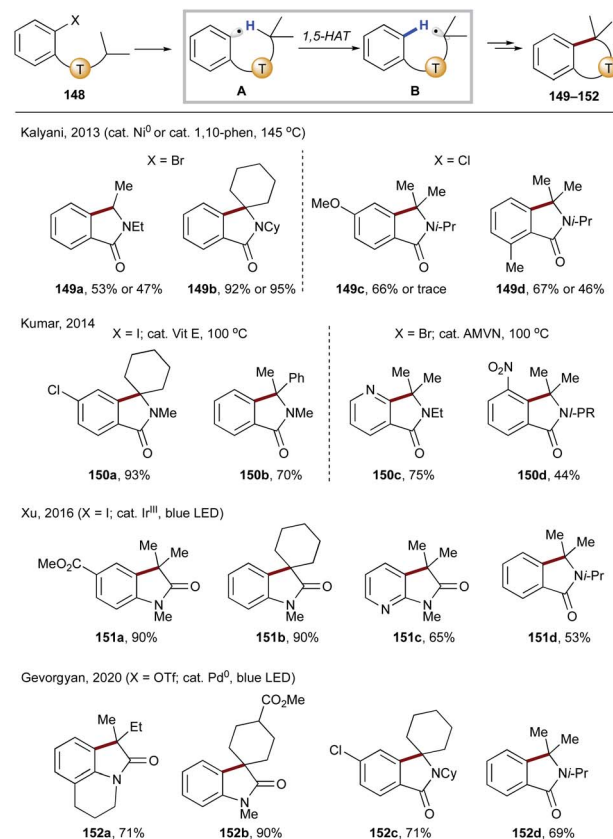 X
H
H
T
1,5-HAT
T
T
T
148
A
B
149–152
Kalyani, 2013 (cat. Ni⁰ or cat. 1,10-phen, 145 °C)
X = Br
X = Cl
Me
NEt
O
149a, 53% or 47%
NCy
O
149b, 92% or 95%
MeO
Me
Me
Ni-Pr
O
149c, 66% or trace
Me
Me
Ni-Pr
Me
O
149d, 67% or 46%
Kumar, 2014
X = I; cat. Vit E, 100 °C
X = Br; cat. AMVN, 100 °C
Cl
NMe
O
150a, 93%
Me
Ph
NMe
O
150b, 70%
N
Me
Me
NEt
O
150c, 75%
NO₂
Me
Me
NI-PR
O
150d, 44%
Xu, 2016 (X = I; cat. Irᴵᴵᴵ, blue LED)
MeO₂C
Me
Me
O
N
Me
151a, 90%
O
N
Me
151b, 90%
Me
Me
O
N
N
Me
151c, 65%
Me
Me
Ni-Pr
O
151d, 53%
Gevorgyan, 2020 (X = OTf; cat. Pd⁰, blue LED)
Me
Et
O
N
152a, 71%
CO₂Me
O
N
Me
152b, 90%
Cl
NCy
O
152c, 71%
Me
Me
Ni-Pr
O
152d, 69%